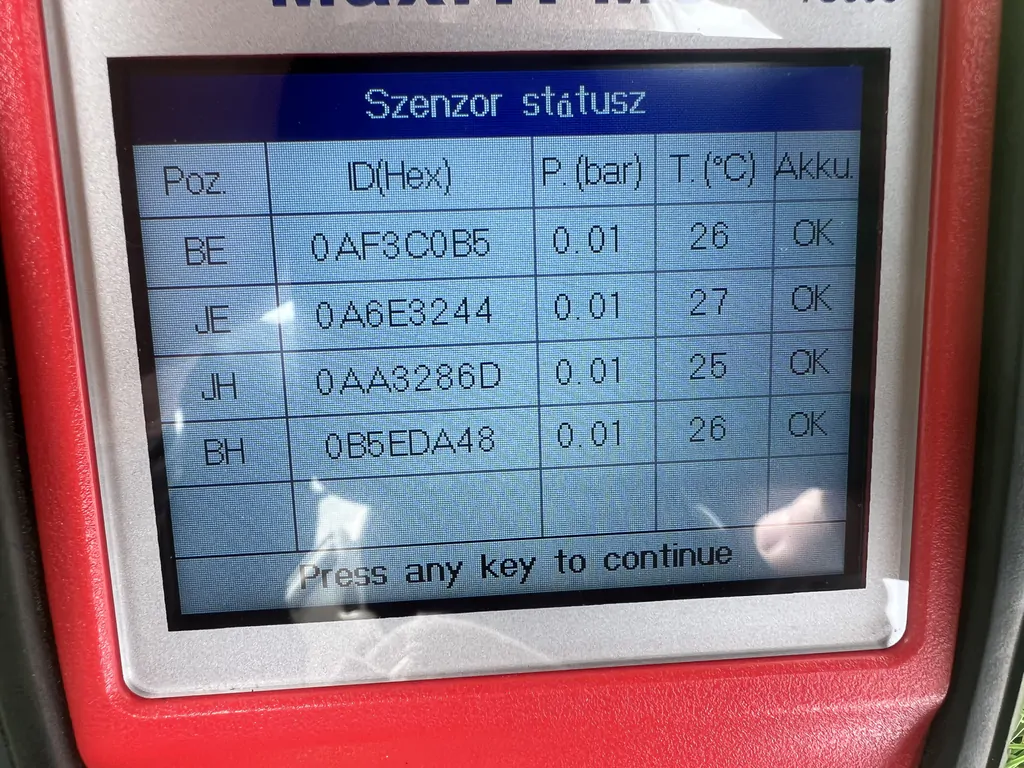 Szenzor státusz
Poz. ID(Hex) P.(bar) T.(°C) Akku.
BE 0AF3C0B5 0.01 26 OK
JE 0A6E3244 0.01 27 OK
JH 0AA3286D 0.01 25 OK
BH 0B5EDA48 0.01 26 OK
Press any key to continue